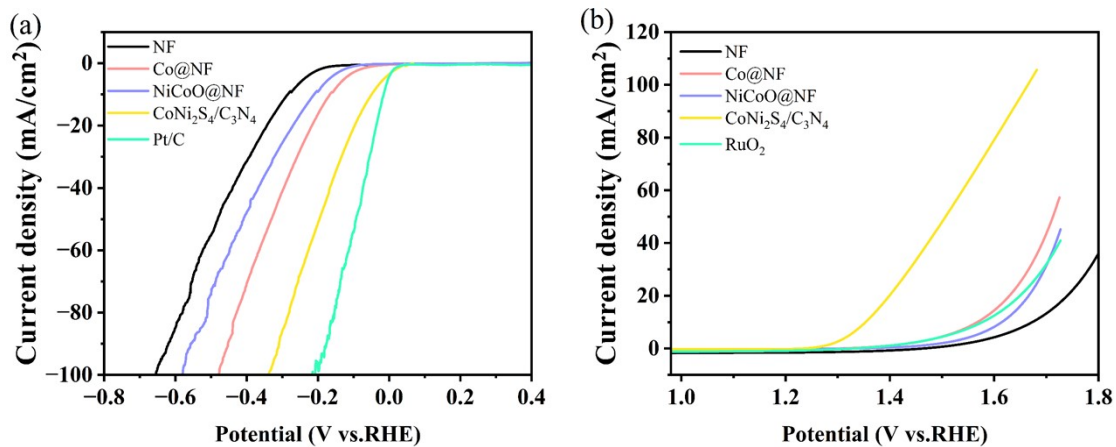 (a)
NF
Co@NF
NiCoO@NF
CoNi₂S₄/C₃N₄
Pt/C
Current density (mA/cm²)
0
−20
−40
−60
−80
−100
−0.8 −0.6 −0.4 −0.2 0.0 0.2 0.4
Potential (V vs.RHE)
(b)
NF
Co@NF
NiCoO@NF
CoNi₂S₄/C₃N₄
RuO₂
Current density (mA/cm²)
120
100
80
60
40
20
0
1.0 1.2 1.4 1.6 1.8
Potential (V vs.RHE)